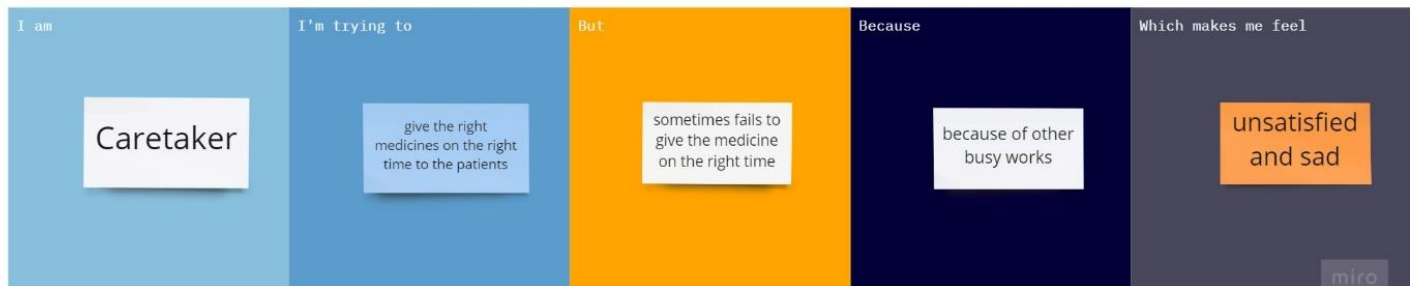 I am
Caretaker
I'm trying to
give the right
medicines on the right
time to the patients
But
sometimes fails to
give the medicine
on the right time
Because
because of other
busy works
Which makes me feel
unsatisfied
and sad
miro